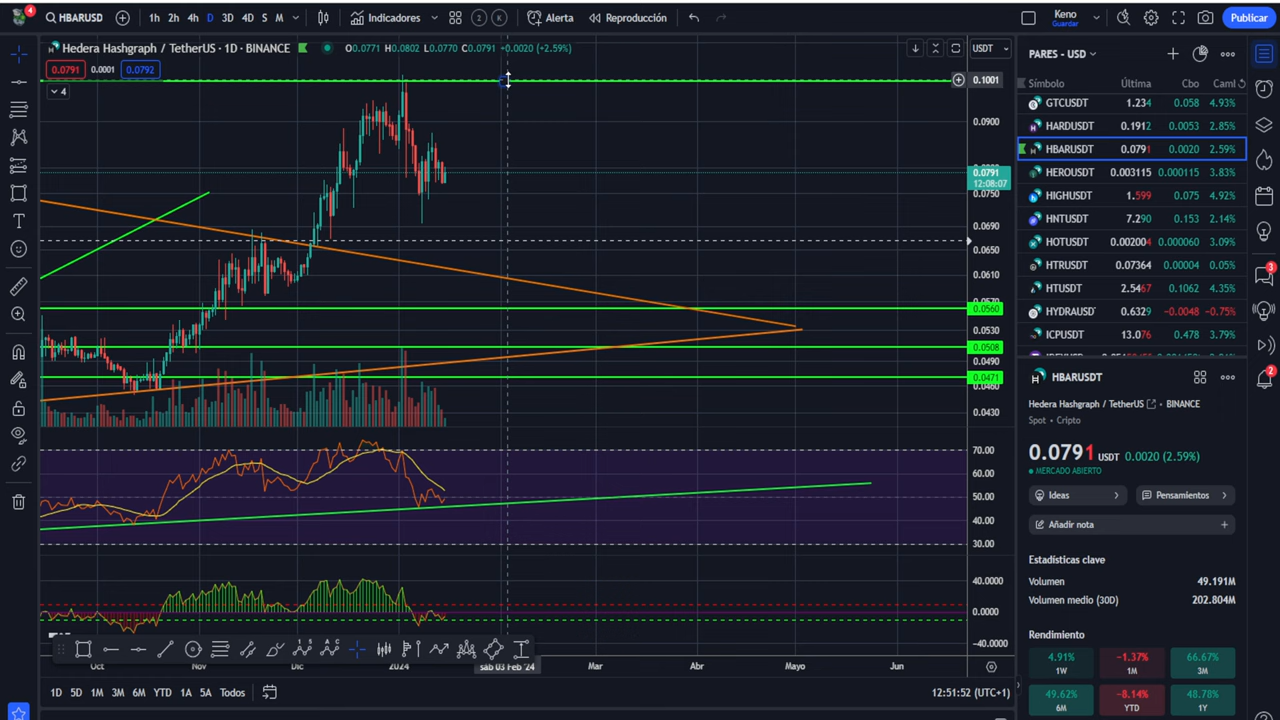 4
HBARUSD
1h 2h 4h D 3D 4D S M
Indicadores
2 K
Alerta
Reproducción
Keno
Guardar
Publicar
Hedera Hashgraph / TetherUS · 1D · BINANCE
O0.0771 H0.0802 L0.0770 C0.0791 +0.0020 (+2.59%)
0.0791 0.0001 0.0792
4
USDT
0.1001
0.0900
0.0791
12:08:07
0.0750
0.0690
0.0650
0.0610
0.0560
0.0530
0.0508
0.0490
0.0471
0.0430
70.00
60.00
50.00
40.00
30.00
40.0000
0.0000
-40.0000
Oct Nov Dic 2024 sáb 03 Feb '24 Mar Abr Mayo Jun
1D 5D 1M 3M 6M YTD 1A 5A Todos
12:51:52 (UTC+1)
PARES - USD
Símbolo Última Cbo Caml
GTCUSDT 1.234 0.058 4.93%
HARDUSDT 0.1912 0.0053 2.85%
HBARUSDT 0.0791 0.0020 2.59%
HEROUSDT 0.003115 0.000115 3.83%
HIGHUSDT 1.599 0.075 4.92%
HNTUSDT 7.290 0.153 2.14%
HOTUSDT 0.002004 0.000060 3.09%
HTRUSDT 0.07364 0.00004 0.05%
HTUSDT 2.5467 0.1062 4.35%
HYDRAUSD 0.6329 -0.0048 -0.75%
ICPUSDT 13.076 0.478 3.79%
HBARUSDT
Hedera Hashgraph / TetherUS · BINANCE
Spot · Cripto
0.0791 USDT 0.0020 (2.59%)
MERCADO ABIERTO
Ideas
Pensamientos
Añadir nota
Estadísticas clave
Volumen 49.191M
Volumen medio (30D) 202.804M
Rendimiento
4.91% -1.37% 66.67%
1W 1M 3M
49.62% -8.14% 48.78%
6M YTD 1Y
3
2